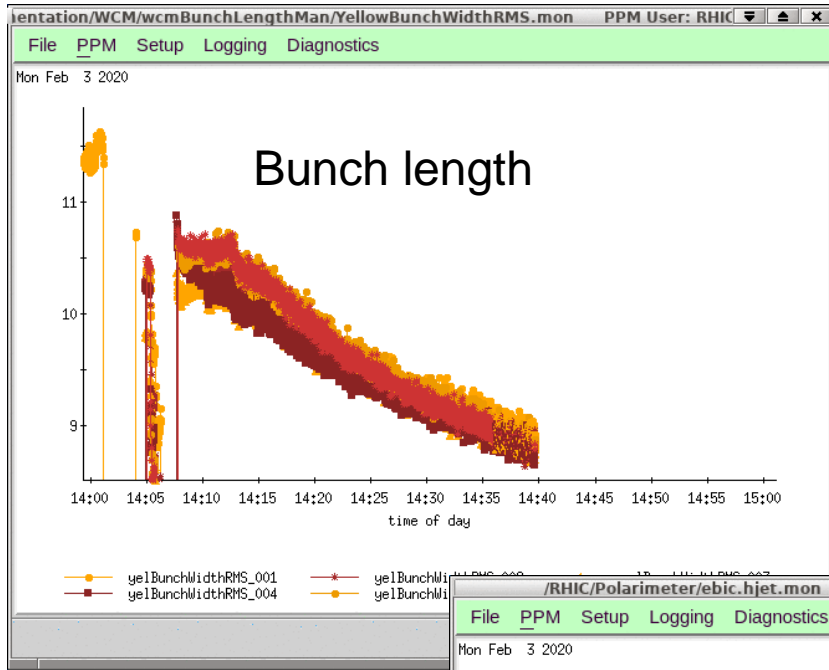 entation/WCM/wcmBunchLengthMan/YellowBunchWidthRMS.mon PPM User: RHIC
File PPM Setup Logging Diagnostics
Mon Feb 3 2020
Bunch length
11
10
9
14:00 14:05 14:10 14:15 14:20 14:25 14:30 14:35 14:40 14:45 14:50 14:55 15:00
time of day
yelBunchWidthRMS_001
yelBunchWidthRMS_004 yelBunchWi
/RHIC/Polarimeter/ebic.hjet.mon
File PPM Setup Logging Diagnostics
Mon Feb 3 2020